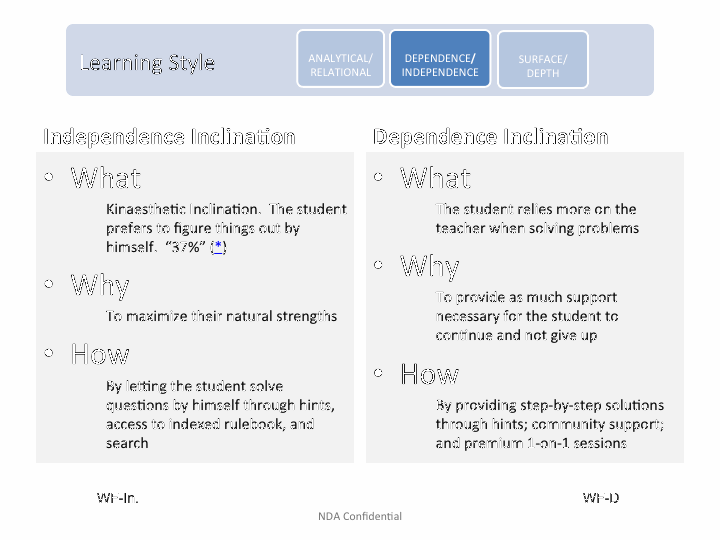 Learning Style
ANALYTICAL/
RELATIONAL
DEPENDENCE/
INDEPENDENCE
SURFACE/
DEPTH
Independence Inclination
• What
Kinaesthetic Inclination. The student
prefers to figure things out by
himself. “37%” (*)
• Why
To maximize their natural strengths
• How
By letting the student solve
questions by himself through hints,
access to indexed rulebook, and
search
Dependence Inclination
• What
The student relies more on the
teacher when solving problems
• Why
To provide as much support
necessary for the student to
continue and not give up
• How
By providing step-by-step solutions
through hints; community support;
and premium 1-on-1 sessions
WF-In.
WF-D
NDA Confidential